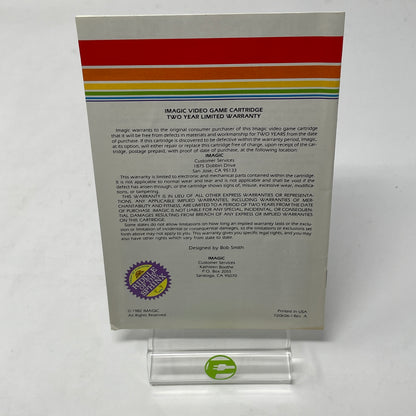 IMAGIC VIDEO GAME CARTRIDGE
TWO YEAR LIMITED WARRANTY
Imagic warrants to the original consumer purchaser of this Imagic video game cartridge
that it will be free from defects in materials and workmanship for TWO YEARS from the date of
purchase. If this cartridge is discovered to be defective within the warranty period, Imagic,
at its option, will either repair or replace this cartridge free of charge, upon receipt of the car-
tridge, postage prepaid, with proof of date of purchase, at the following location:
IMAGIC
Customer Services
1875 Dobbin Drive
San José, CA 95133
This warranty is limited to electronic and mechanical parts contained within the cartridge.
It is not applicable to normal wear and tear and is not applicable and shall be void if the
defect has arisen through, or the cartridge shows signs of, misuse, excessive wear, modifica-
tions, or tampering.
THIS WARRANTY IS IN LIEU OF ALL OTHER EXPRESS WARRANTIES OR REPRESENTA-
TIONS. ANY APPLICABLE IMPLIED WARRANTIES, INCLUDING WARRANTIES OF MER-
CHANTABILITY AND FITNESS, ARE LIMITED TO A PERIOD OF TWO YEARS FROM DATE
OF PURCHASE. IMAGIC IS NOT LIABLE FOR ANY SPECIAL, INCIDENTAL, OR CONSEQUEN-
TIAL DAMAGES RESULTING FROM BREACH OF ANY EXPRESS OR IMPLIED WARRANTIES
ON THIS CARTRIDGE.
Some states do not allow limitations on how long an implied warranty lasts or the exclu-
sion or limitation of incidental or consequential damages, so the limitations or exclusions set
forth above may not apply to you. This warranty gives you specific legal rights, and you may
also have other rights which vary from state to state.
Designed by Bob Smith
IMAGIC
Customer Services
Kathleen Boothe
P.O. Box 2055
Saratoga, CA 95070
© 1982 IMAGIC
All Rights Reserved
Printed in USA